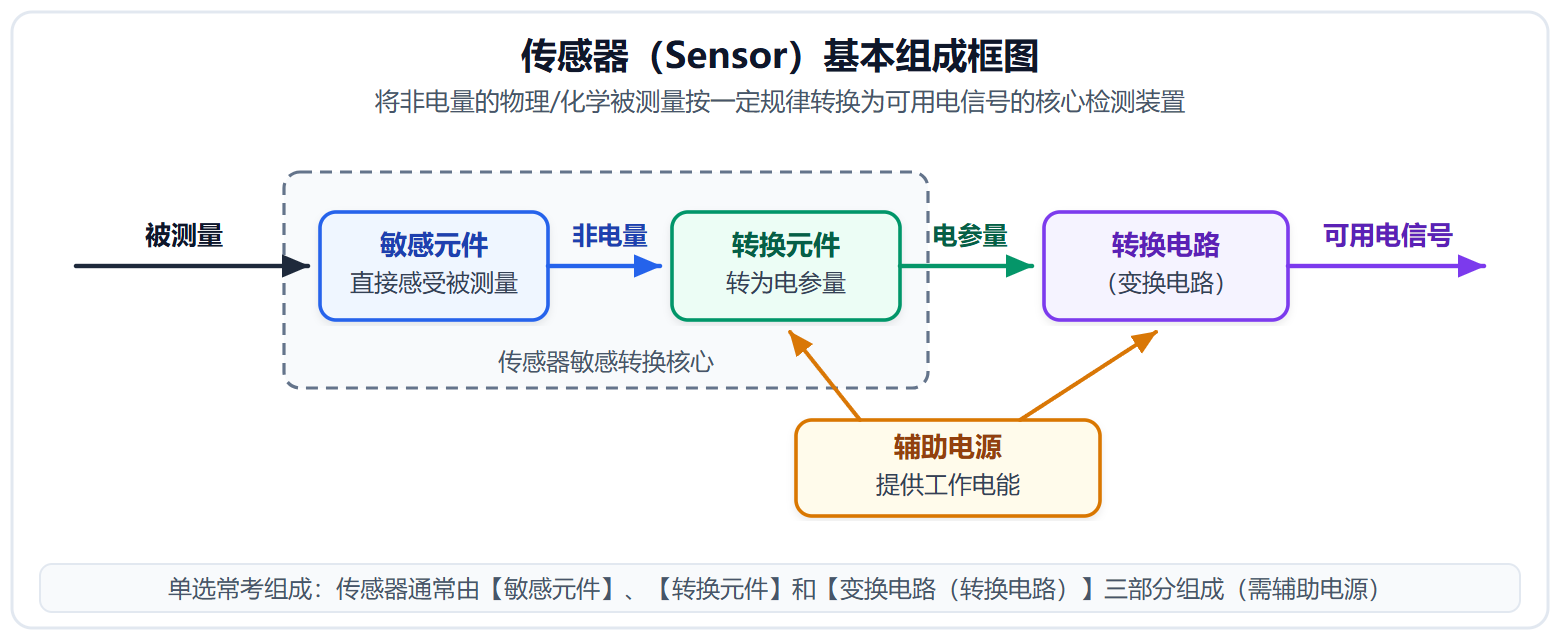 传感器（Sensor）基本组成框图
将非电量的物理/化学被测量按一定规律转换为可用电信号的核心检测装置
被测量
敏感元件
直接感受被测量
非电量
转换元件
转为电参量
电参量
转换电路
（变换电路）
可用电信号
传感器敏感转换核心
辅助电源
提供工作电能
单选常考组成：传感器通常由【敏感元件】、【转换元件】和【变换电路（转换电路）】三部分组成（需辅助电源）